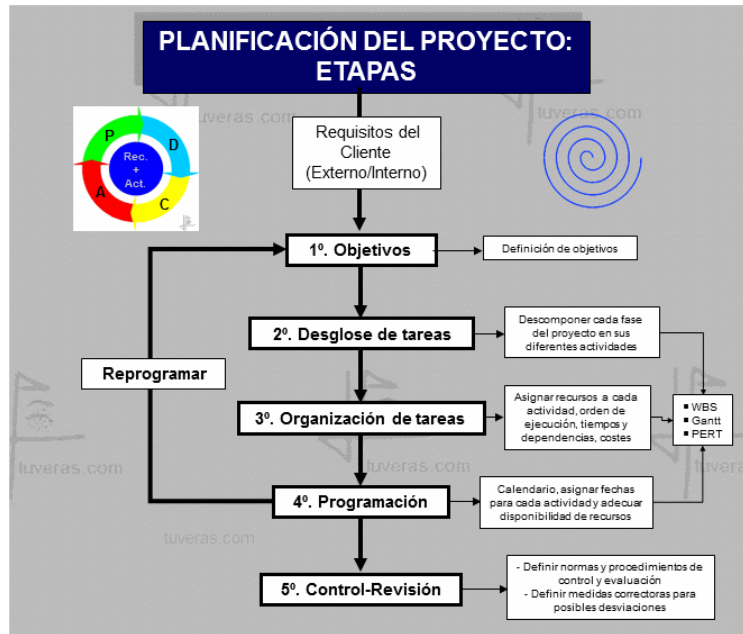 PLANIFICACIÓN DEL PROYECTO:
ETAPAS
tuveras.com
tuveras.com
P
D
Rec.
+
Act.
A
C
Requisitos del
Cliente
(Externo/Interno)
1º. Objetivos
Definición de objetivos
2º. Desglose de tareas
Descomponer cada fase
del proyecto en sus
diferentes actividades
Reprogramar
3º. Organización de tareas
Asignar recursos a cada
actividad, orden de
ejecución, tiempos y
dependencias, costes
▪ WBS
▪ Gantt
▪ PERT
tuveras.com
tuveras.com
tuveras
4º. Programación
Calendario, asignar fechas
para cada actividad y adecuar
disponibilidad de recursos
tuveras.com
5º. Control-Revisión
- Definir normas y procedimientos de
control y evaluación
- Definir medidas correctoras para
posibles desviaciones